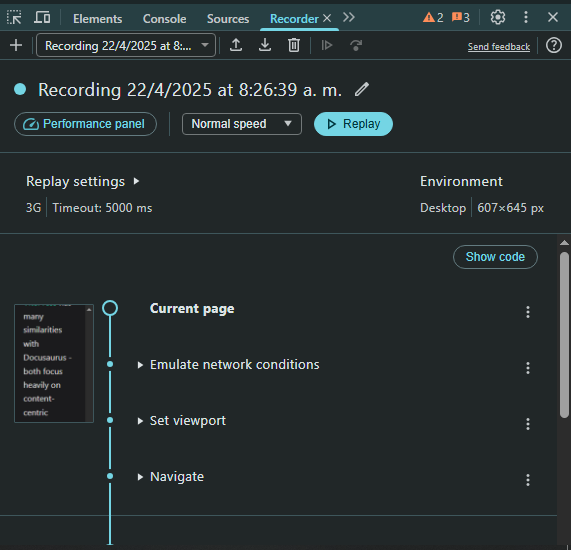 Elements Console Sources Recorder 2 3
Recording 22/4/2025 at 8:... Send feedback
Recording 22/4/2025 at 8:26:39 a. m.
Performance panel Normal speed Replay
Replay settings Environment
3G Timeout: 5000 ms Desktop 607×645 px
Show code
Current page
many
similarities
with
Docusaurus -
both focus
heavily on
content-
centric
Emulate network conditions
Set viewport
Navigate